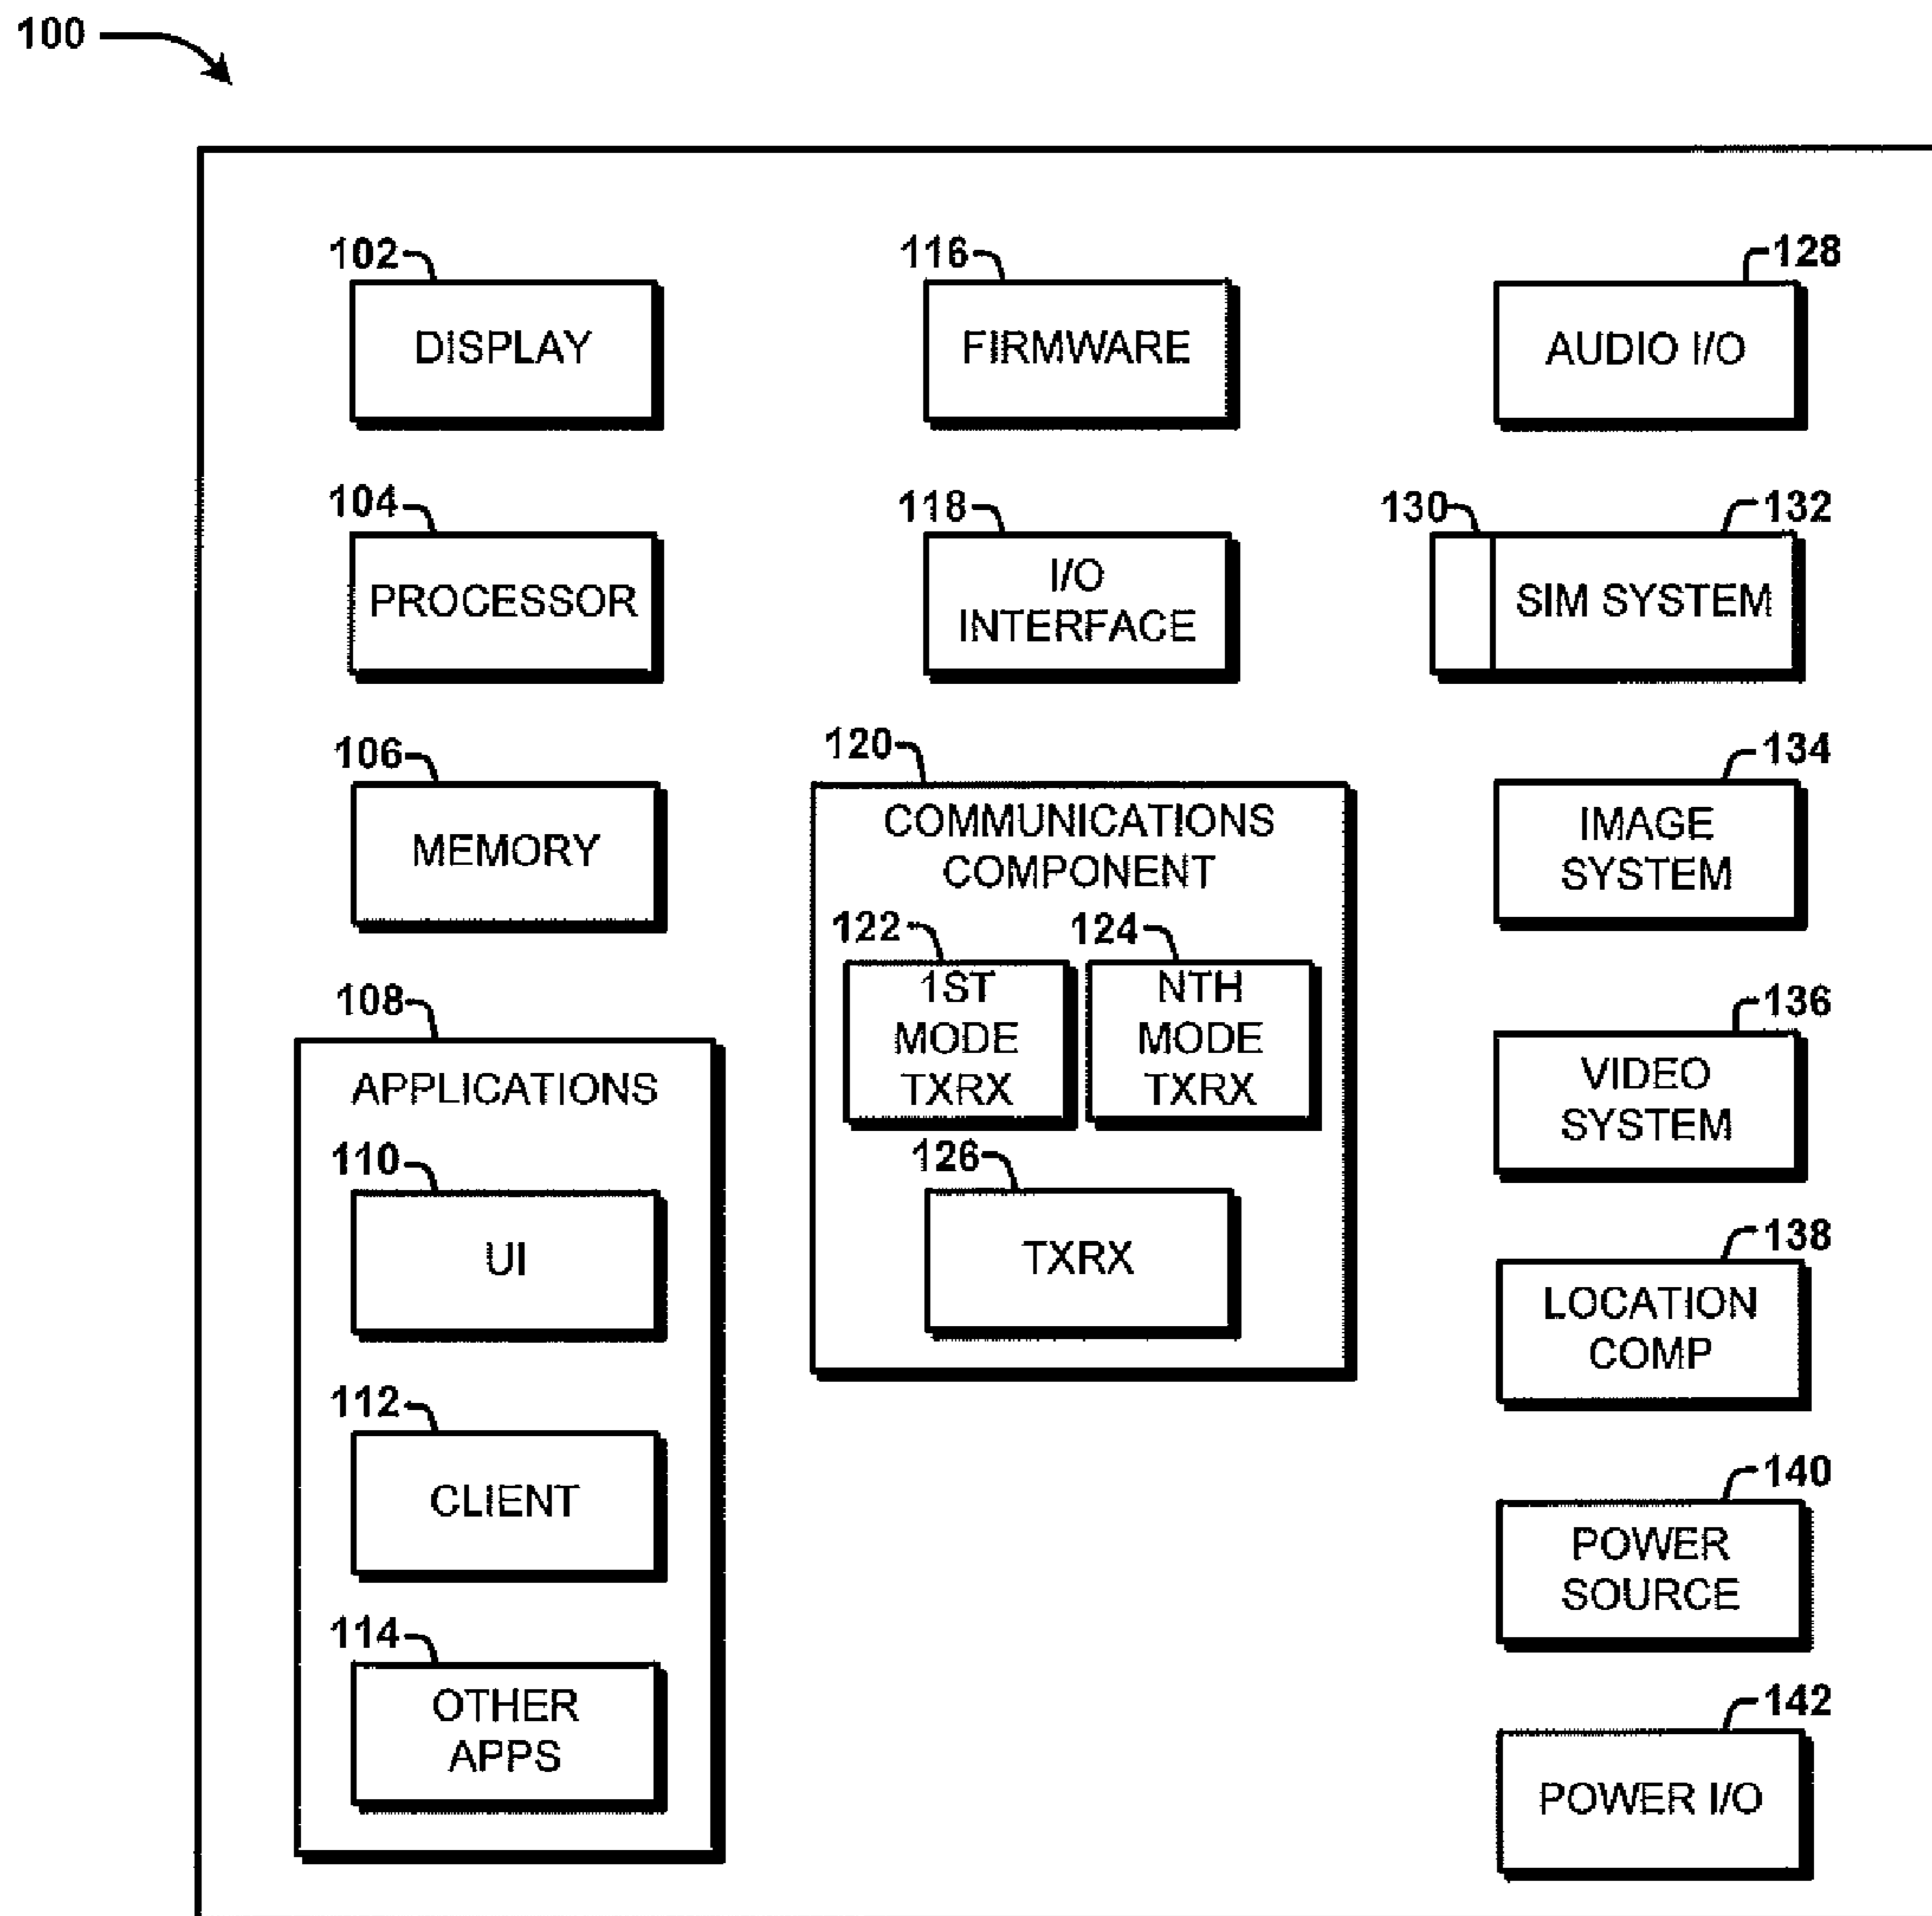 100
102
DISPLAY
104
PROCESSOR
106
MEMORY
108
APPLICATIONS
110
UI
112
CLIENT
114
OTHER
APPS
116
FIRMWARE
118
I/O
INTERFACE
120
COMMUNICATIONS
COMPONENT
122
1ST
MODE
TXRX
124
NTH
MODE
TXRX
126
TXRX
128
AUDIO I/O
130
132
SIM SYSTEM
134
IMAGE
SYSTEM
136
VIDEO
SYSTEM
138
LOCATION
COMP
140
POWER
SOURCE
142
POWER I/O